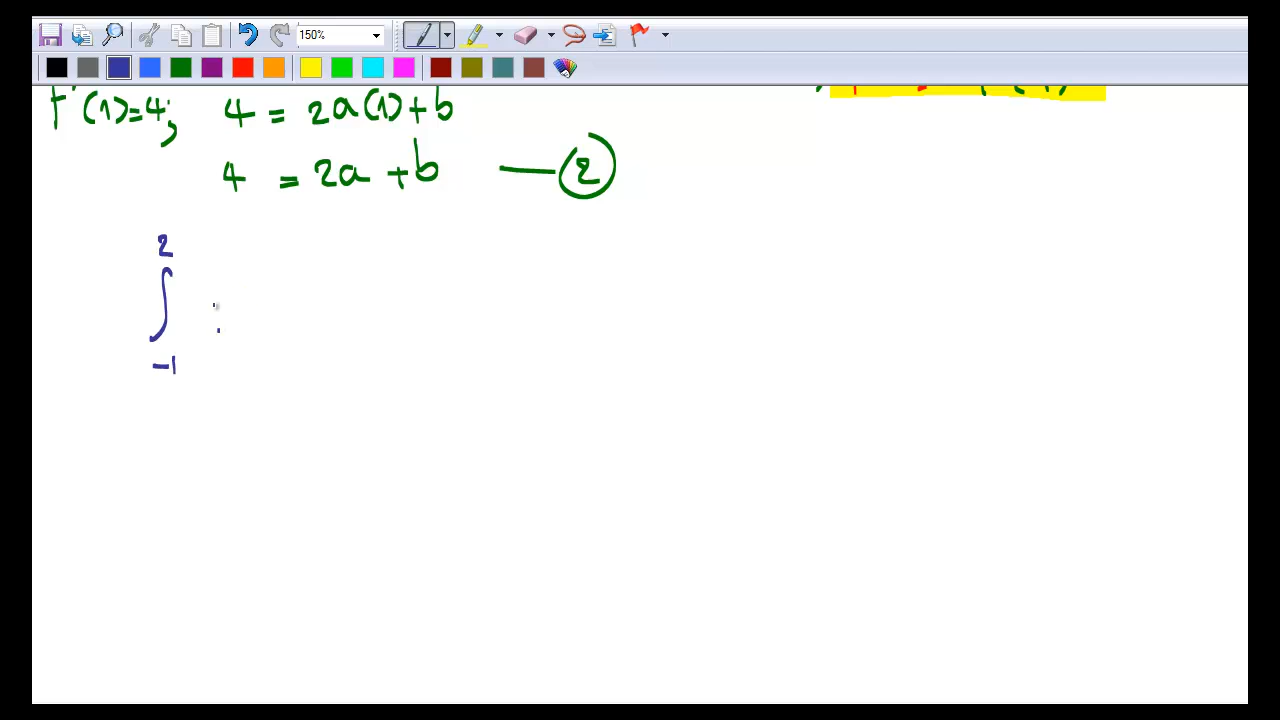 150%
f'(1)=4; 4 = 2a(1)+b
4 = 2a + b — ②
2
∫
-1